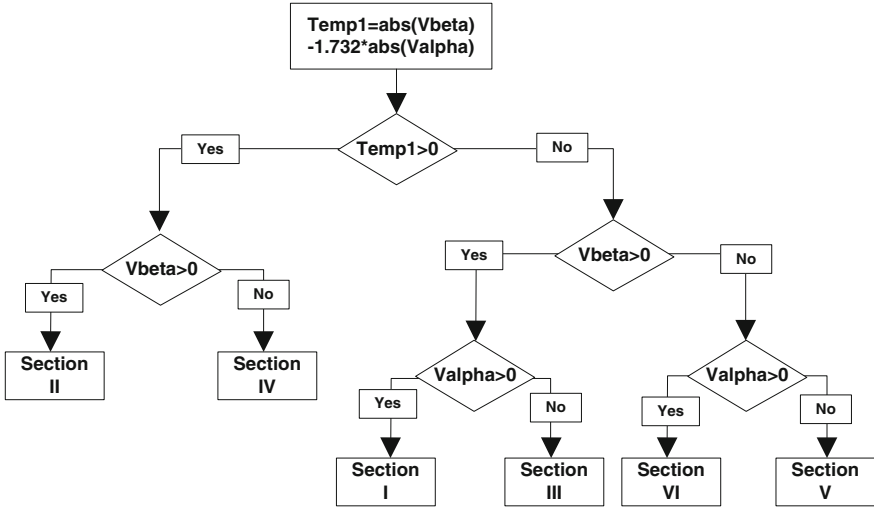 Temp1=abs(Vbeta)
-1.732*abs(Valpha)
Yes
Temp1>0
No
Vbeta>0
Yes
Vbeta>0
No
Yes
No
Section
II
Section
IV
Valpha>0
Valpha>0
Yes
No
Yes
No
Section
I
Section
III
Section
VI
Section
V